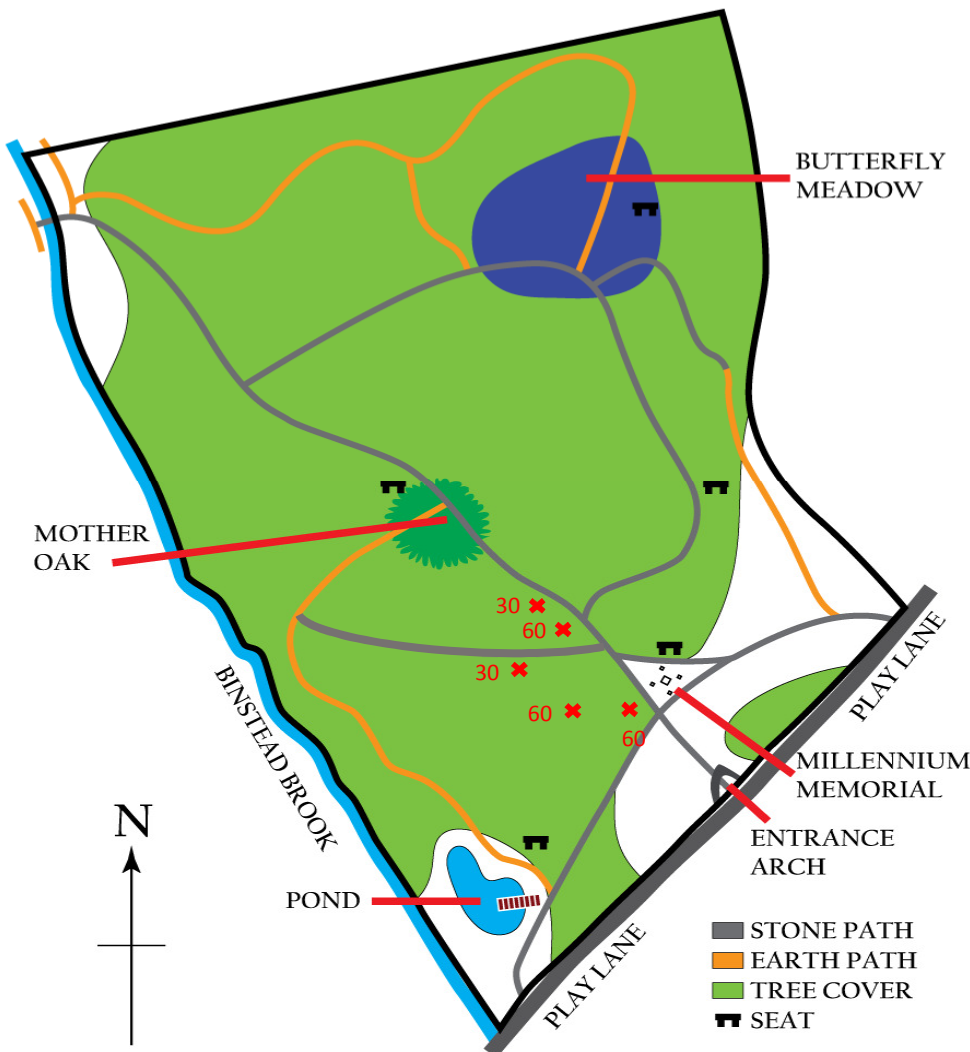 BUTTERFLY
MEADOW
MOTHER
OAK
30
60
30
60
60
BINSTEAD BROOK
PLAY LANE
MILLENNIUM
MEMORIAL
ENTRANCE
ARCH
N
POND
PLAY LANE
STONE PATH
EARTH PATH
TREE COVER
SEAT